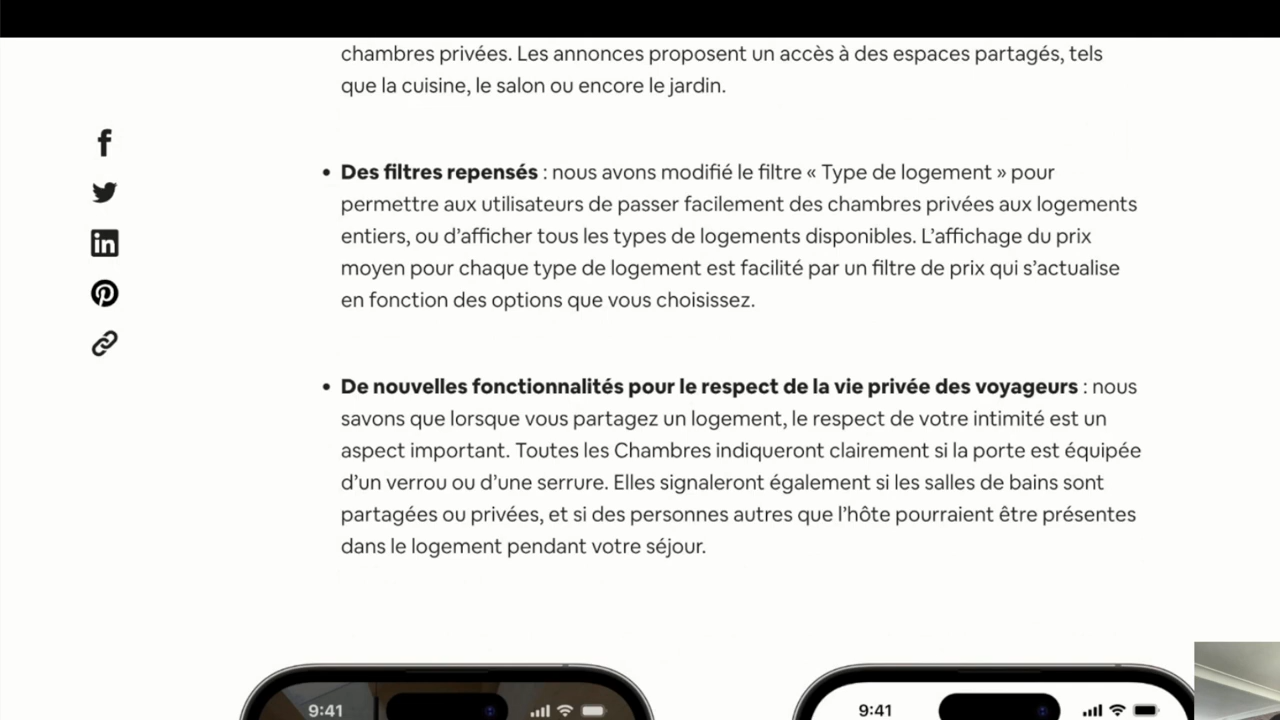 chambres privées. Les annonces proposent un accès à des espaces partagés, tels
que la cuisine, le salon ou encore le jardin.
• Des filtres repensés : nous avons modifié le filtre « Type de logement » pour
permettre aux utilisateurs de passer facilement des chambres privées aux logements
entiers, ou d’afficher tous les types de logements disponibles. L’affichage du prix
moyen pour chaque type de logement est facilité par un filtre de prix qui s’actualise
en fonction des options que vous choisissez.
• De nouvelles fonctionnalités pour le respect de la vie privée des voyageurs : nous
savons que lorsque vous partagez un logement, le respect de votre intimité est un
aspect important. Toutes les Chambres indiqueront clairement si la porte est équipée
d’un verrou ou d’une serrure. Elles signaleront également si les salles de bains sont
partagées ou privées, et si des personnes autres que l’hôte pourraient être présentes
dans le logement pendant votre séjour.
9:41
9:41